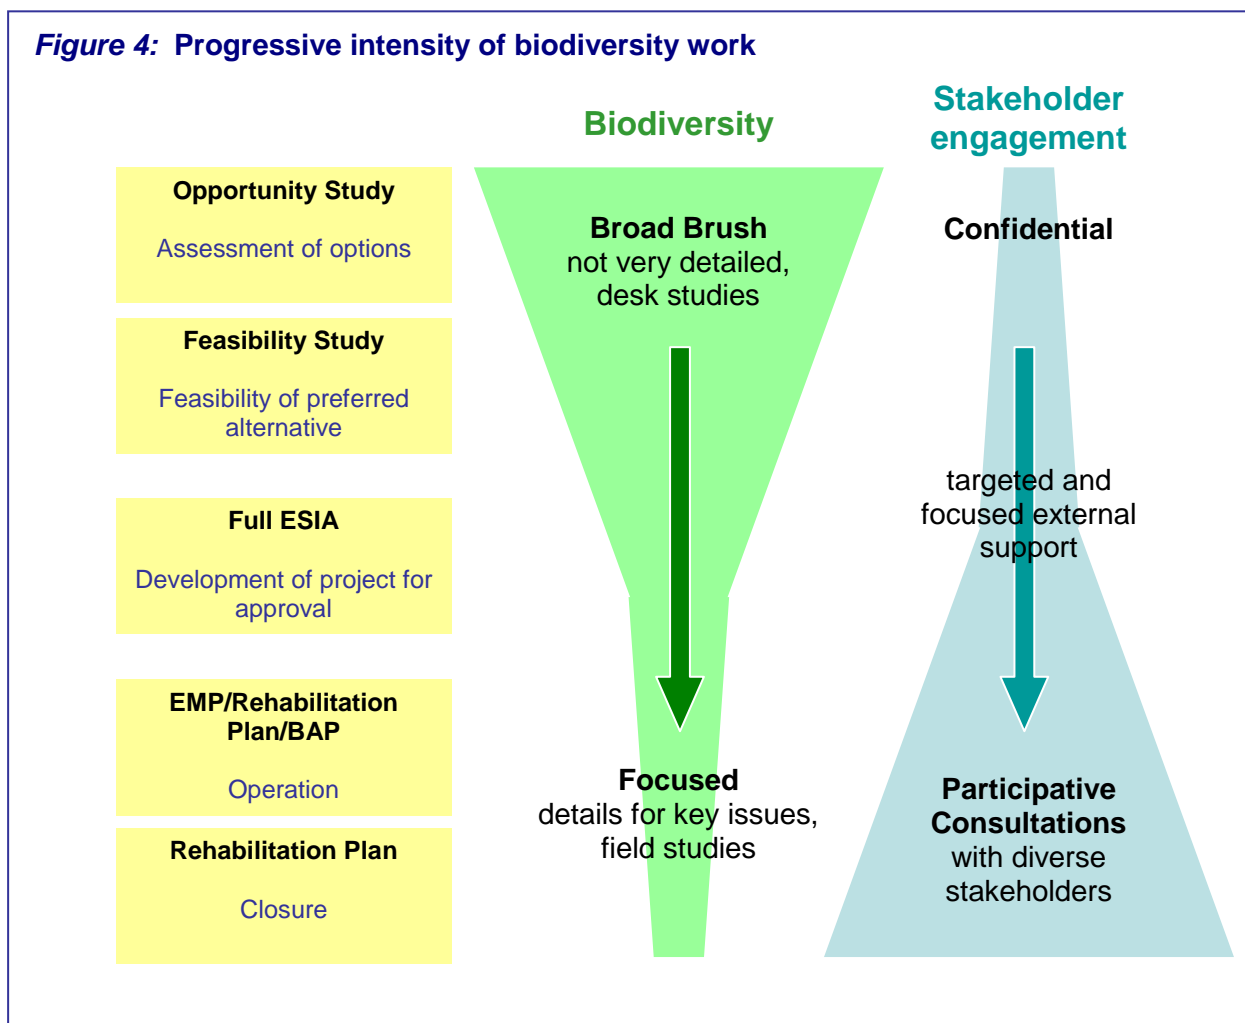 Figure 4: Progressive intensity of biodiversity work
Biodiversity
Stakeholder
engagement
Opportunity Study
Assessment of options
Feasibility Study
Feasibility of preferred
alternative
Full ESIA
Development of project for
approval
EMP/Rehabilitation
Plan/BAP
Operation
Rehabilitation Plan
Closure
Broad Brush
not very detailed,
desk studies
Focused
details for key issues,
field studies
Confidential
targeted and
focused external
support
Participative
Consultations
with diverse
stakeholders